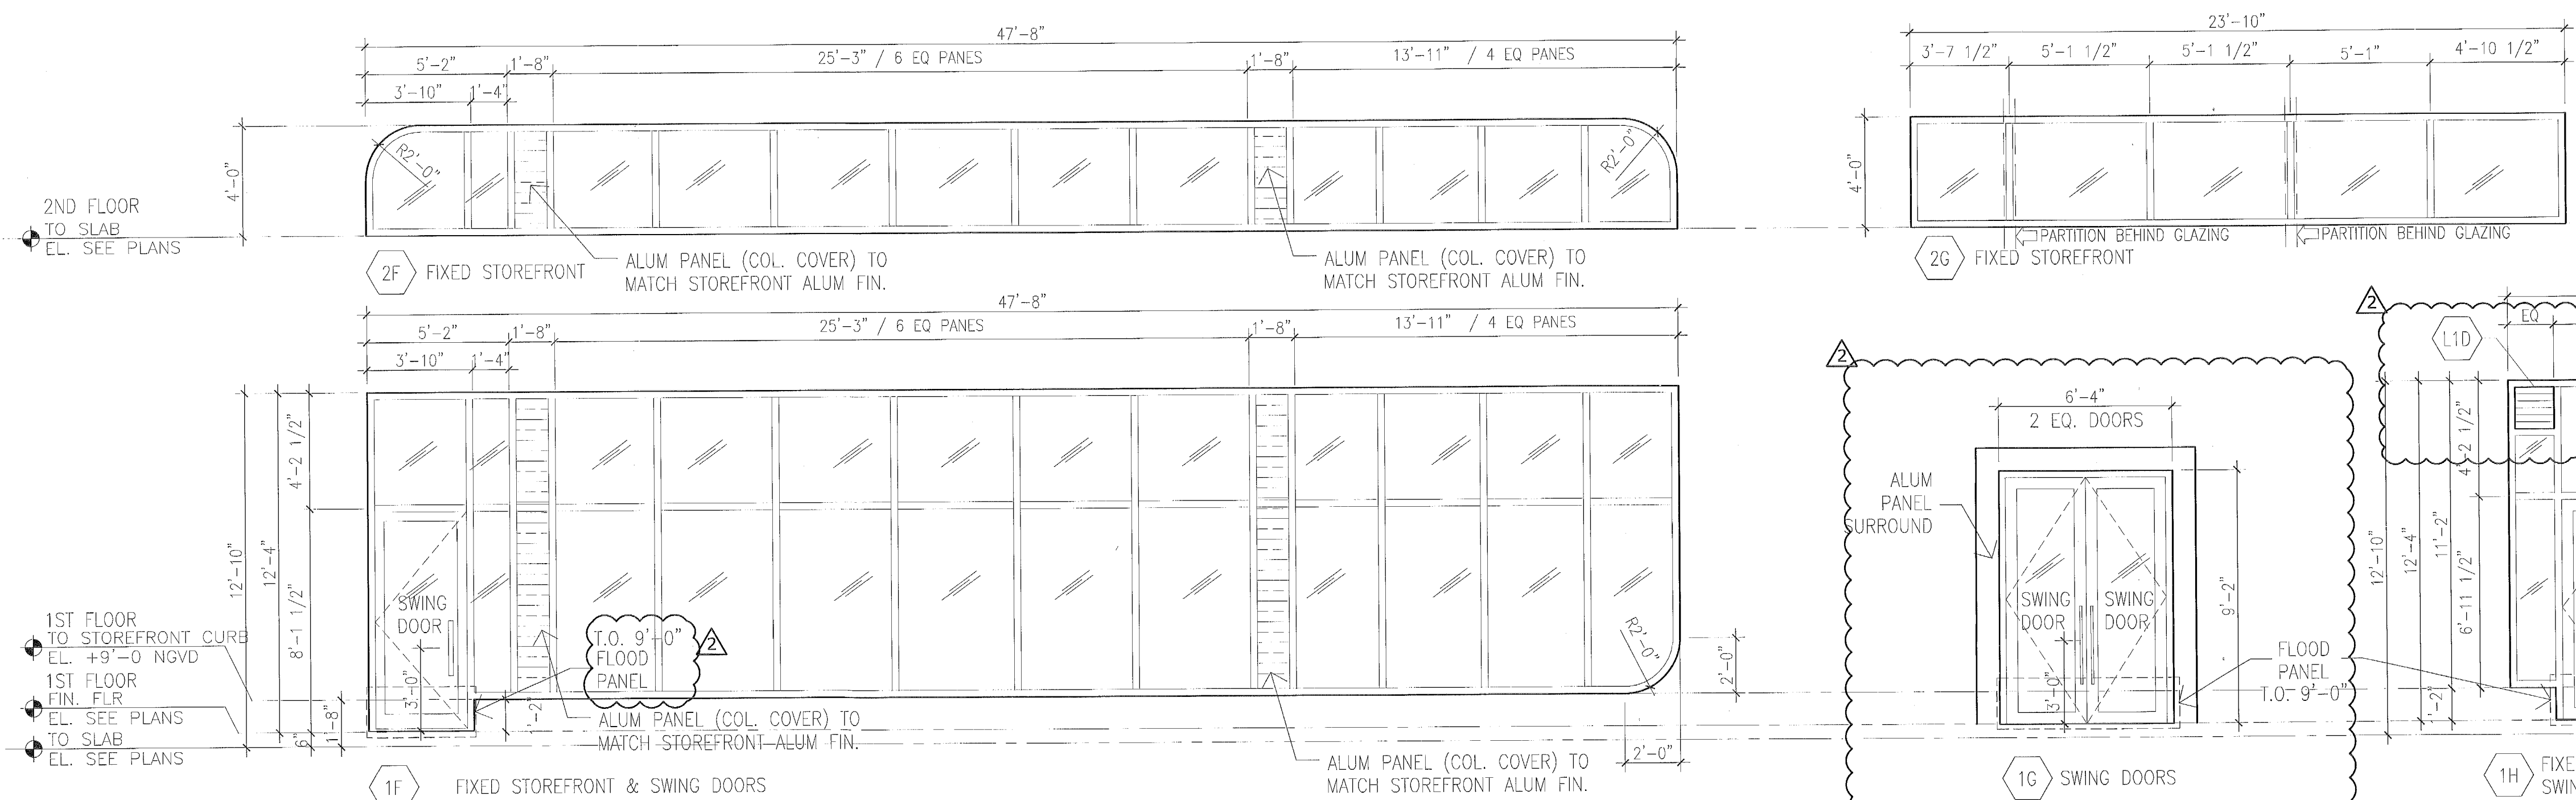 47'-8"
5'-2" 1'-8" 25'-3" / 6 EQ PANES 1'-8" 13'-11" / 4 EQ PANES
3'-10" 1'-4"
4'-0"
R2'-0"
R2'-0"
2ND FLOOR
TO SLAB
EL. SEE PLANS
2F FIXED STOREFRONT
ALUM PANEL (COL. COVER) TO
MATCH STOREFRONT ALUM FIN.
ALUM PANEL (COL. COVER) TO
MATCH STOREFRONT ALUM FIN.
23'-10"
3'-7 1/2" 5'-1 1/2" 5'-1 1/2" 5'-1" 4'-10 1/2"
4'-0"
PARTITION BEHIND GLAZING
PARTITION BEHIND GLAZING
2G FIXED STOREFRONT
47'-8"
5'-2" 1'-8" 25'-3" / 6 EQ PANES 1'-8" 13'-11" / 4 EQ PANES
3'-10" 1'-4"
12'-10"
12'-4"
4'-2 1/2"
8'-1 1/2"
6"
1'-8"
1ST FLOOR
TO STOREFRONT CURB
EL. +9'-0 NGVD
1ST FLOOR
FIN. FLR
EL. SEE PLANS
TO SLAB
EL. SEE PLANS
SWING
DOOR
3'-0"
T.O. 9'-0"
FLOOD
PANEL
2
ALUM PANEL (COL. COVER) TO
MATCH STOREFRONT ALUM FIN.
ALUM PANEL (COL. COVER) TO
MATCH STOREFRONT ALUM FIN.
R2'-0"
2'-0"
2'-0"
1F FIXED STOREFRONT & SWING DOORS
2
6'-4"
2 EQ. DOORS
ALUM
PANEL
SURROUND
SWING
DOOR
SWING
DOOR
3'-0"
9'-2"
FLOOD
PANEL
T.O. 9'-0"
1G SWING DOORS
2
EQ
L1D
12'-10"
12'-4"
11'-2"
4'-2 1/2"
6'-11 1/2"
1H